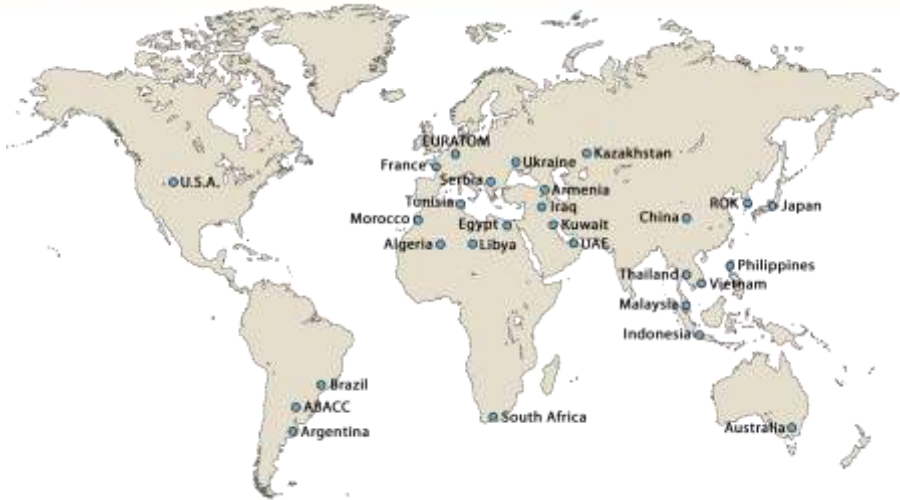 EURATOM
Kazakhstan
France
Ukraine
U.S.A.
Serbia
Armenia
Tunisia
Iraq
ROK
Japan
Morocco
Egypt
Kuwait
China
Algeria
Libya
UAE
Philippines
Thailand
Vietnam
Malaysia
Indonesia
Brazil
ABACC
South Africa
Argentina
Australia